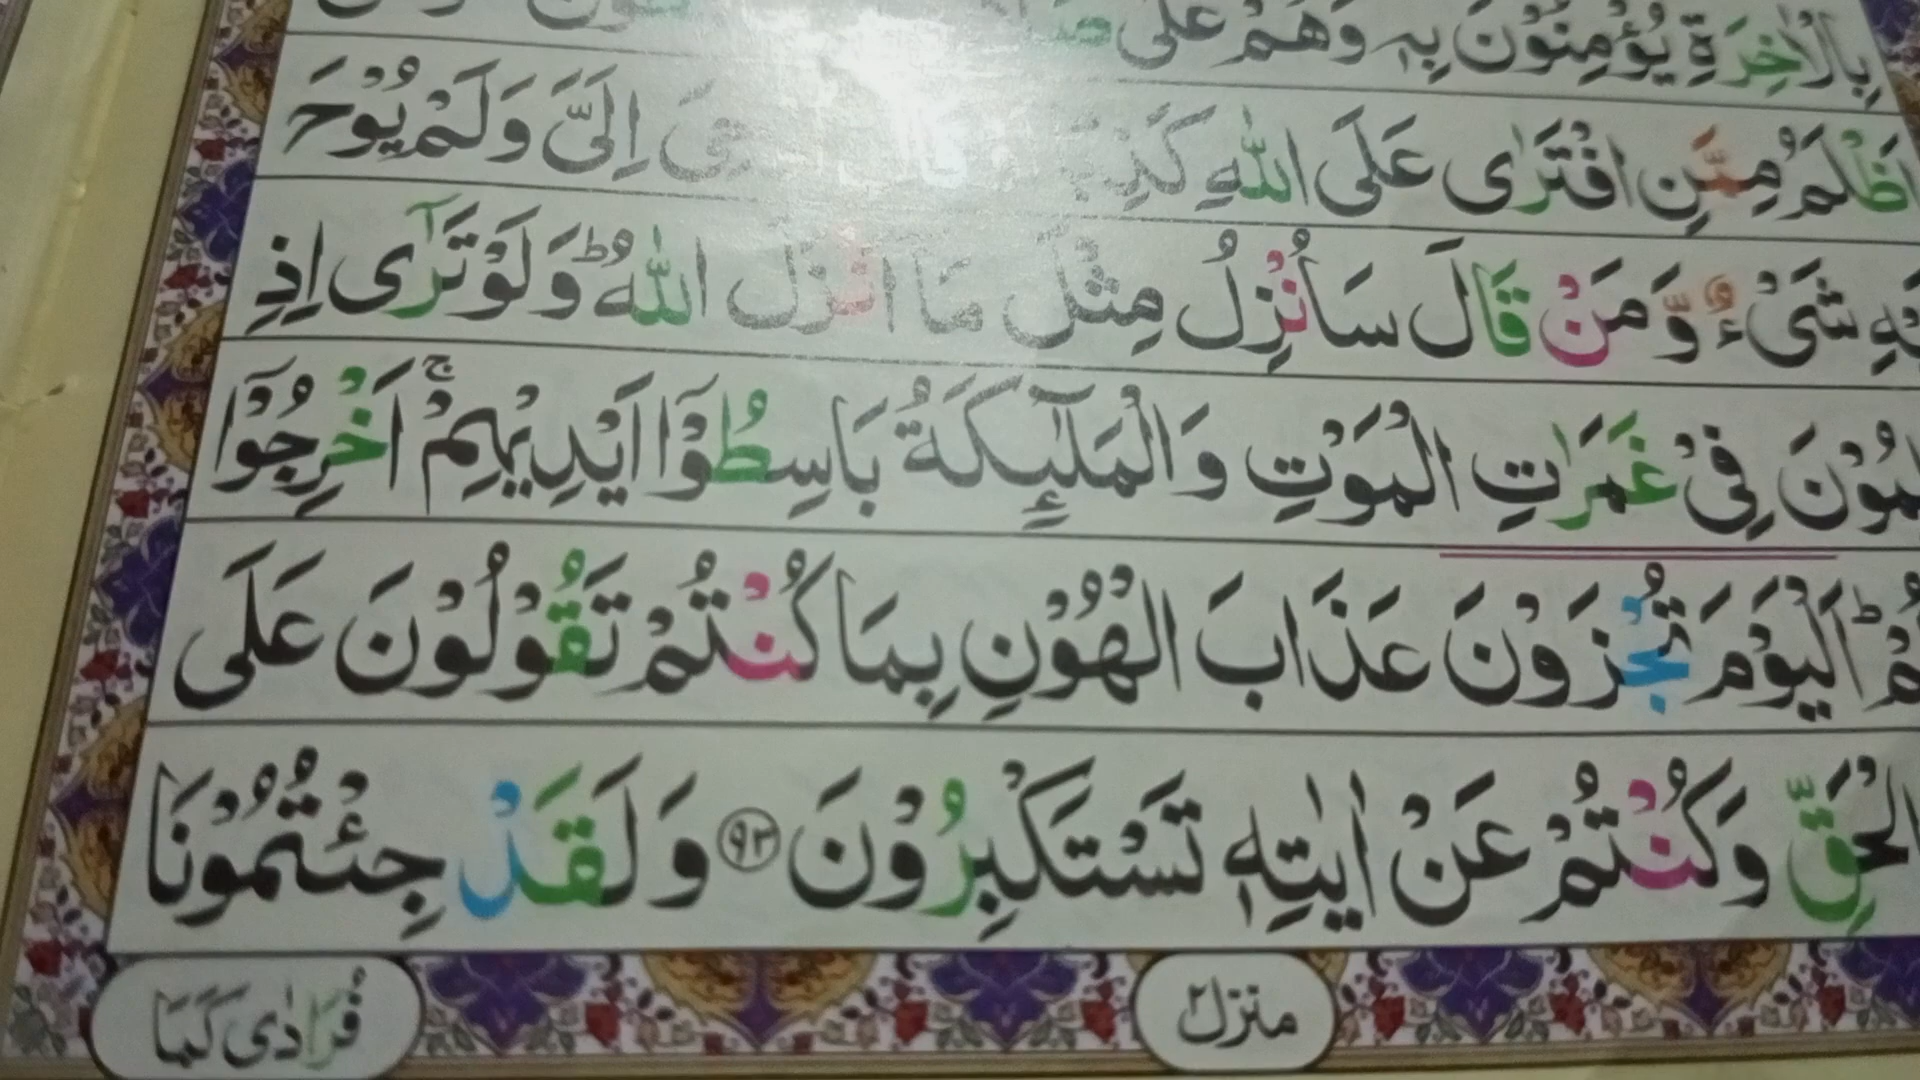 بِالْاٰخِرَةِ يُؤْمِنُوْنَ بِهٖ وَهُمْ عَلٰى
اَظْلَمُ مِمَّنِ افْتَرٰى عَلَى اللّٰهِ كَذِبًا اِلَىَّ وَلَمْ يُوْحَ
شَىْءٌ وَّمَنْ قَالَ سَاُنْزِلُ مِثْلَ مَاۤ اَنْزَلَ اللّٰهُ ؕ وَلَوْ تَرٰٓى اِذِ
فِىْ غَمَرٰتِ الْمَوْتِ وَالْمَلٰٓئِكَةُ بَاسِطُوْۤا اَيْدِيْهِمْ ۚ اَخْرِجُوْۤا
اَلْيَوْمَ تُجْزَوْنَ عَذَابَ الْهُوْنِ بِمَا كُنْتُمْ تَقُوْلُوْنَ عَلَى
الْحَقِّ وَكُنْتُمْ عَنْ اٰيٰتِهٖ تَسْتَكْبِرُوْنَ ۝۹۳ وَلَقَدْ جِئْتُمُوْنَا
منزل ۲
فُرَادٰى كَمَا